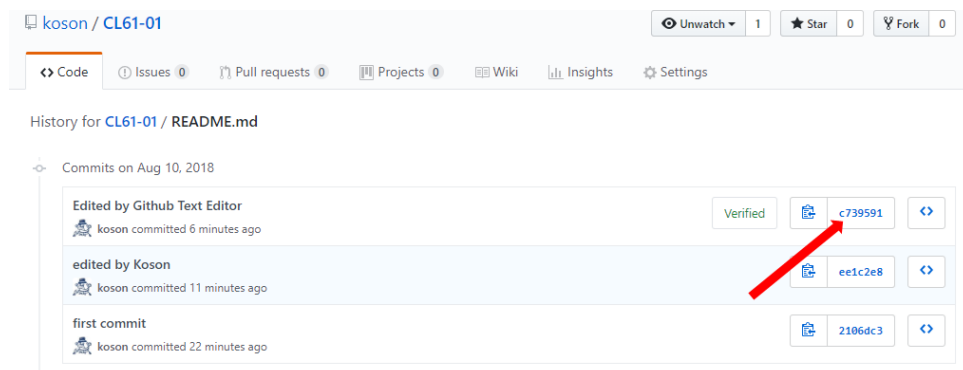 koson / CL61-01
Unwatch 1 Star 0 Fork 0
Code Issues 0 Pull requests 0 Projects 0 Wiki Insights Settings
History for CL61-01 / README.md
Commits on Aug 10, 2018
Edited by Github Text Editor
koson committed 6 minutes ago
Verified c739591
edited by Koson
koson committed 11 minutes ago
ee1c2e8
first commit
koson committed 22 minutes ago
2106dc3